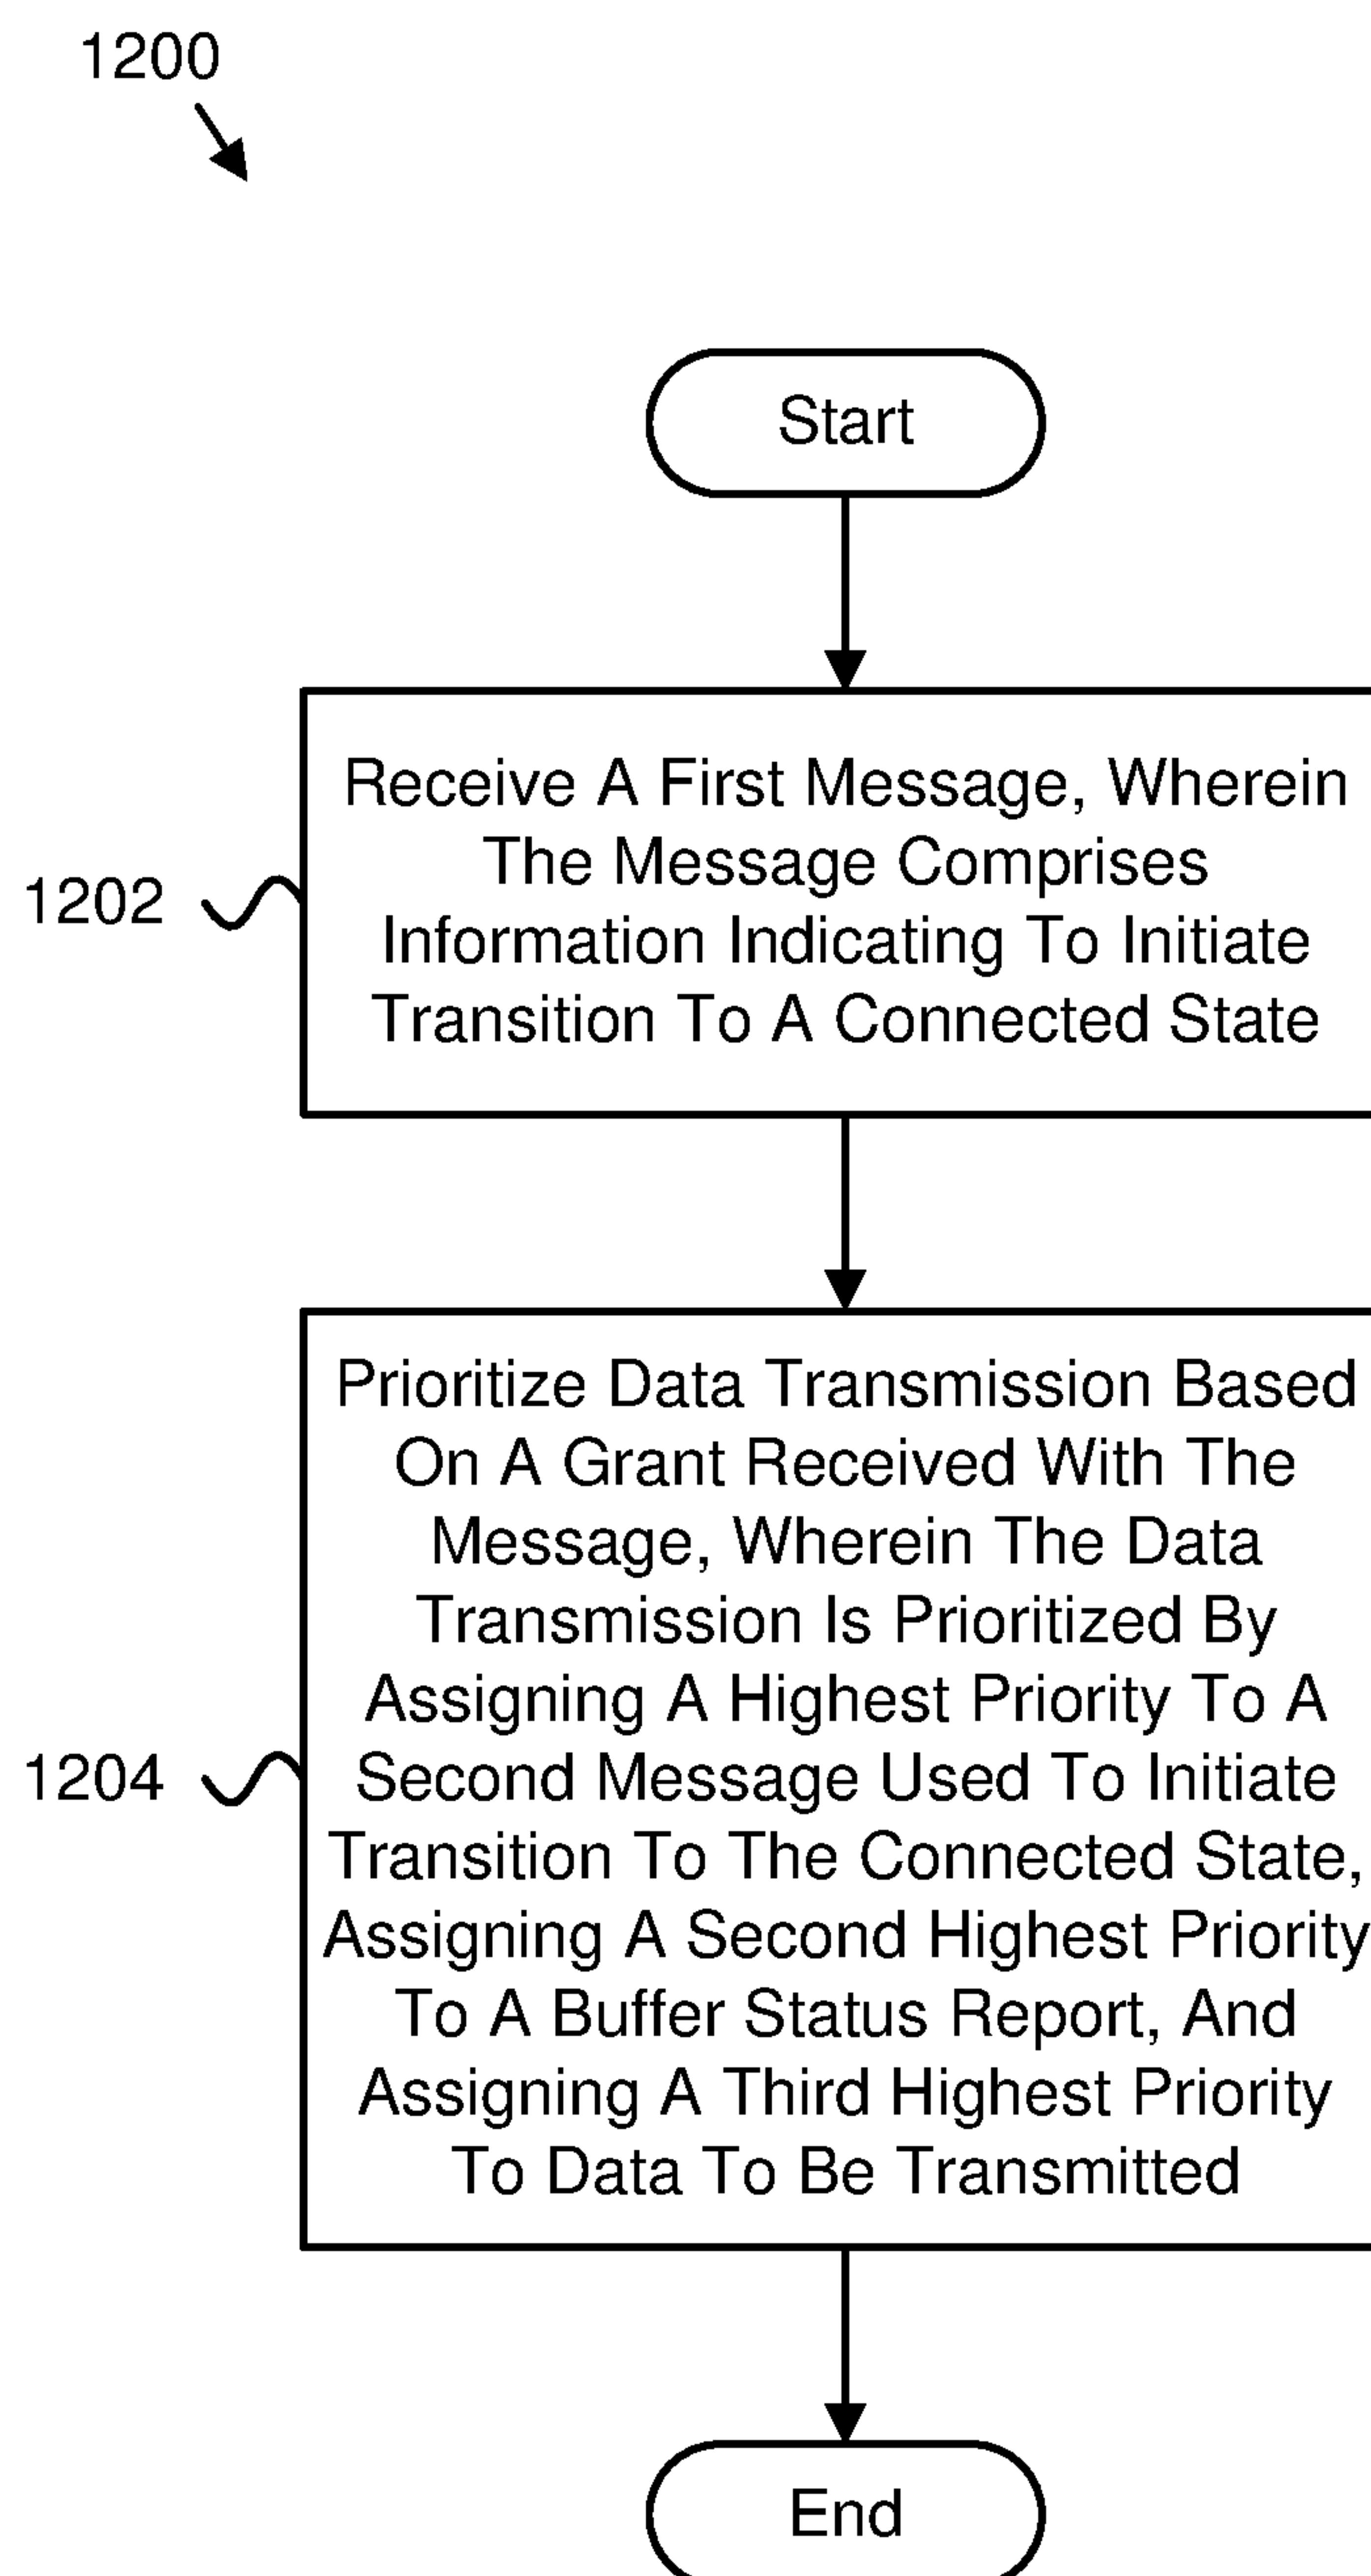 1200
Start
Receive A First Message, Wherein
The Message Comprises
Information Indicating To Initiate
Transition To A Connected State
1202
Prioritize Data Transmission Based
On A Grant Received With The
Message, Wherein The Data
Transmission Is Prioritized By
Assigning A Highest Priority To A
Second Message Used To Initiate
Transition To The Connected State,
Assigning A Second Highest Priority
To A Buffer Status Report, And
Assigning A Third Highest Priority
To Data To Be Transmitted
1204
End